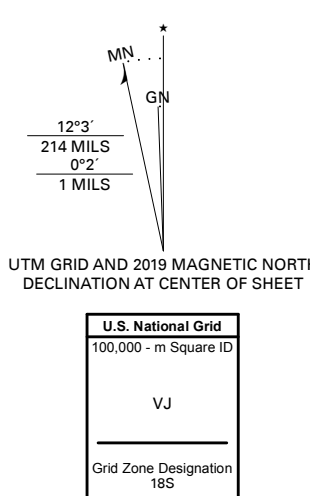 ★
MN
GN
12°3´
214 MILS
0°2´
1 MILS
UTM GRID AND 2019 MAGNETIC NORTH
DECLINATION AT CENTER OF SHEET
U.S. National Grid
100,000 - m Square ID
VJ
Grid Zone Designation
18S